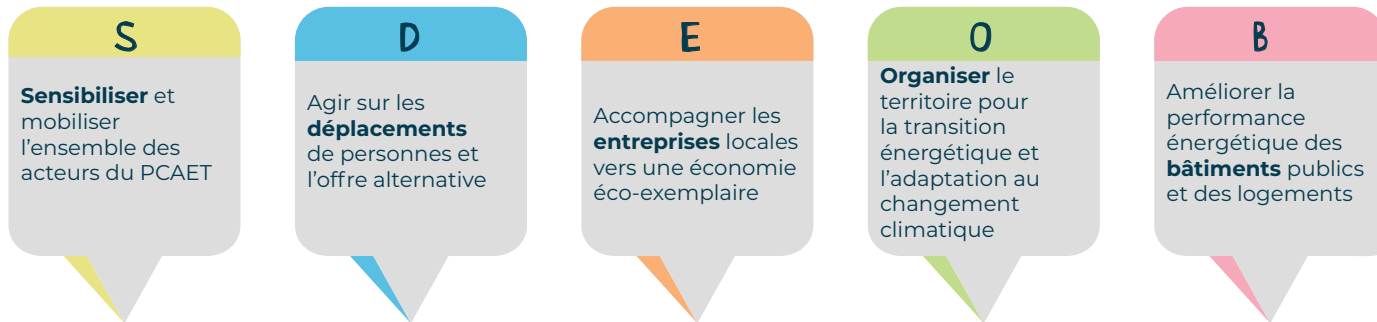 S
Sensibiliser et
mobiliser
l'ensemble des
acteurs du PCAET
D
Agir sur les
déplacements
de personnes et
l'offre alternative
E
Accompagner les
entreprises locales
vers une économie
éco-exemplaire
O
Organiser le
territoire pour
la transition
énergétique et
l'adaptation au
changement
climatique
B
Améliorer la
performance
énergétique des
bâtiments publics
et des logements